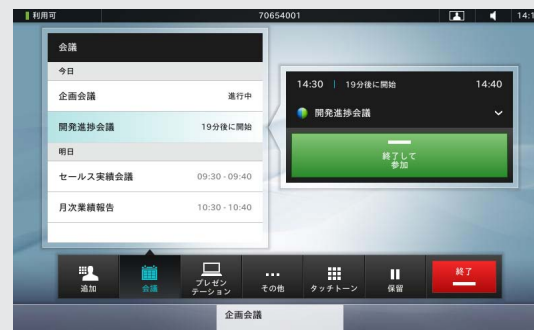 利用可
70654001
会議
今日
企画会議 進行中
開発進捗会議 19分後に開始
明日
セールス実績会議 09:30 - 09:40
月次業績報告 10:30 - 10:40
14:30 | 19分後に開始 14:40
開発進捗会議
終了して
参加
追加
会議
プレゼン
テーション
その他
タッチトーン
保留
終了
企画会議